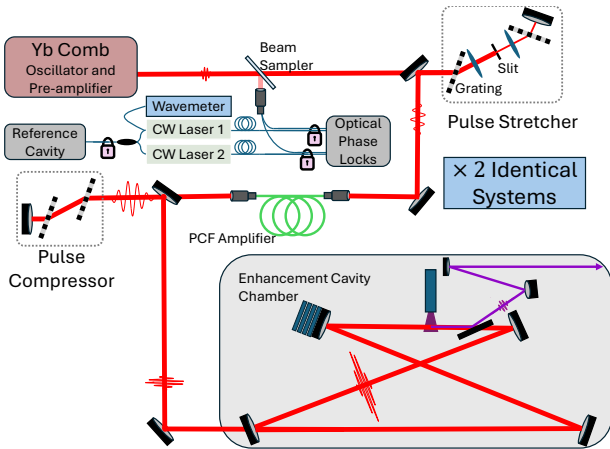 Yb Comb
Oscillator and
Pre-amplifier
Beam
Sampler
Slit
Grating
Pulse Stretcher
Wavemeter
Reference
Cavity
CW Laser 1
CW Laser 2
Optical
Phase
Locks
× 2 Identical
Systems
PCF Amplifier
Pulse
Compressor
Enhancement Cavity
Chamber